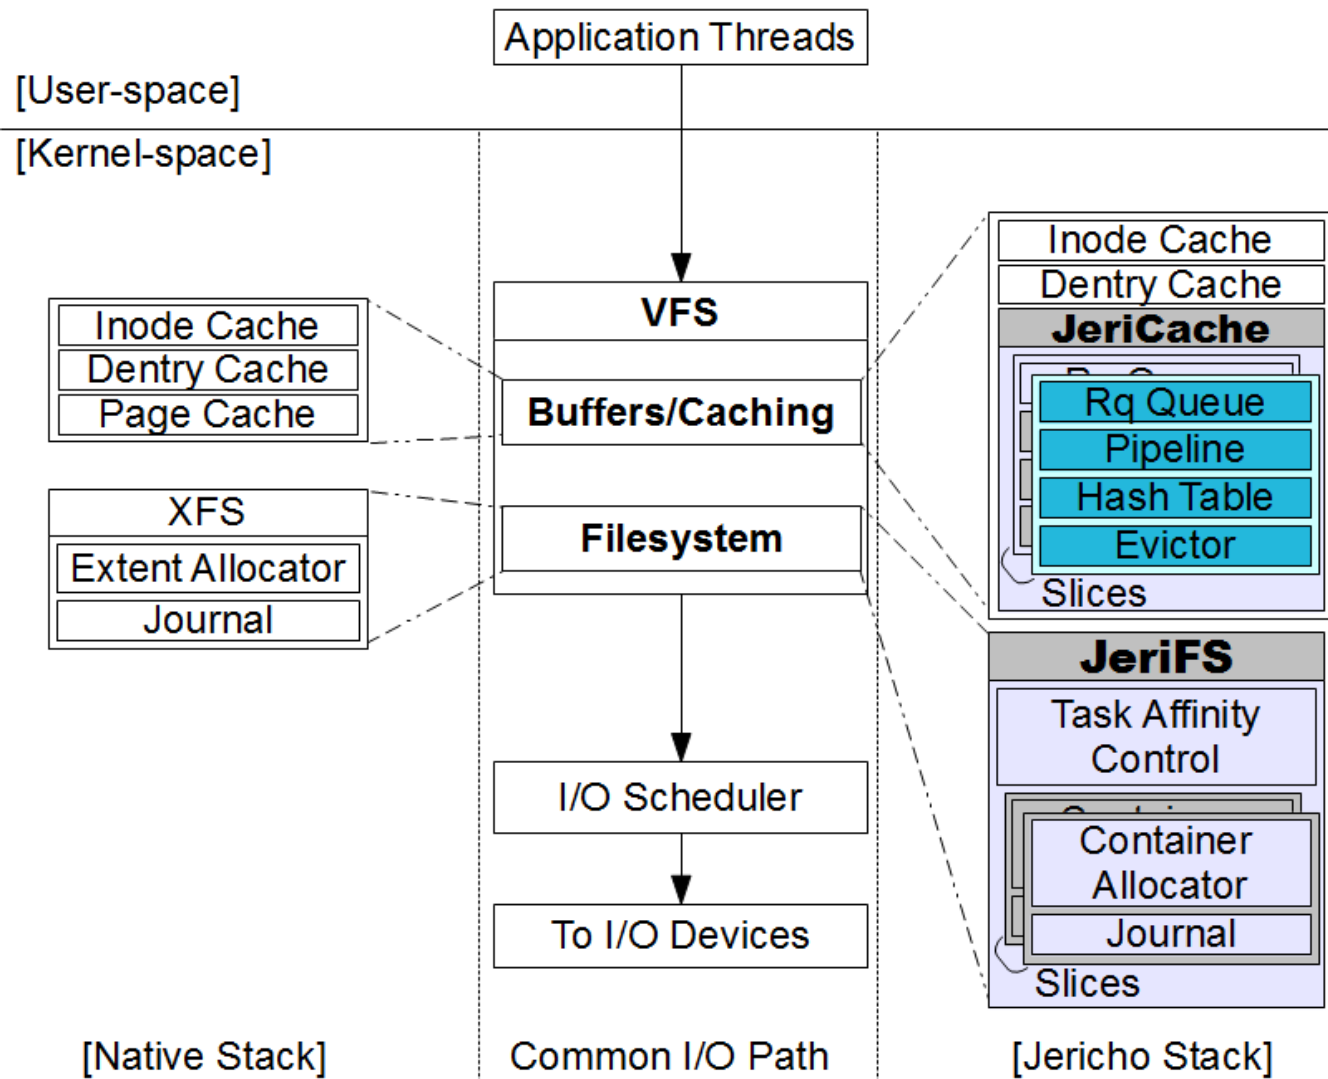 Application Threads
[User-space]
[Kernel-space]
Inode Cache
Dentry Cache
Page Cache
XFS
Extent Allocator
Journal
[Native Stack]
VFS
Buffers/Caching
Filesystem
I/O Scheduler
To I/O Devices
Common I/O Path
Inode Cache
Dentry Cache
JeriCache
Rq Queue
Pipeline
Hash Table
Evictor
Slices
JeriFS
Task Affinity
Control
Container
Allocator
Journal
Slices
[Jericho Stack]